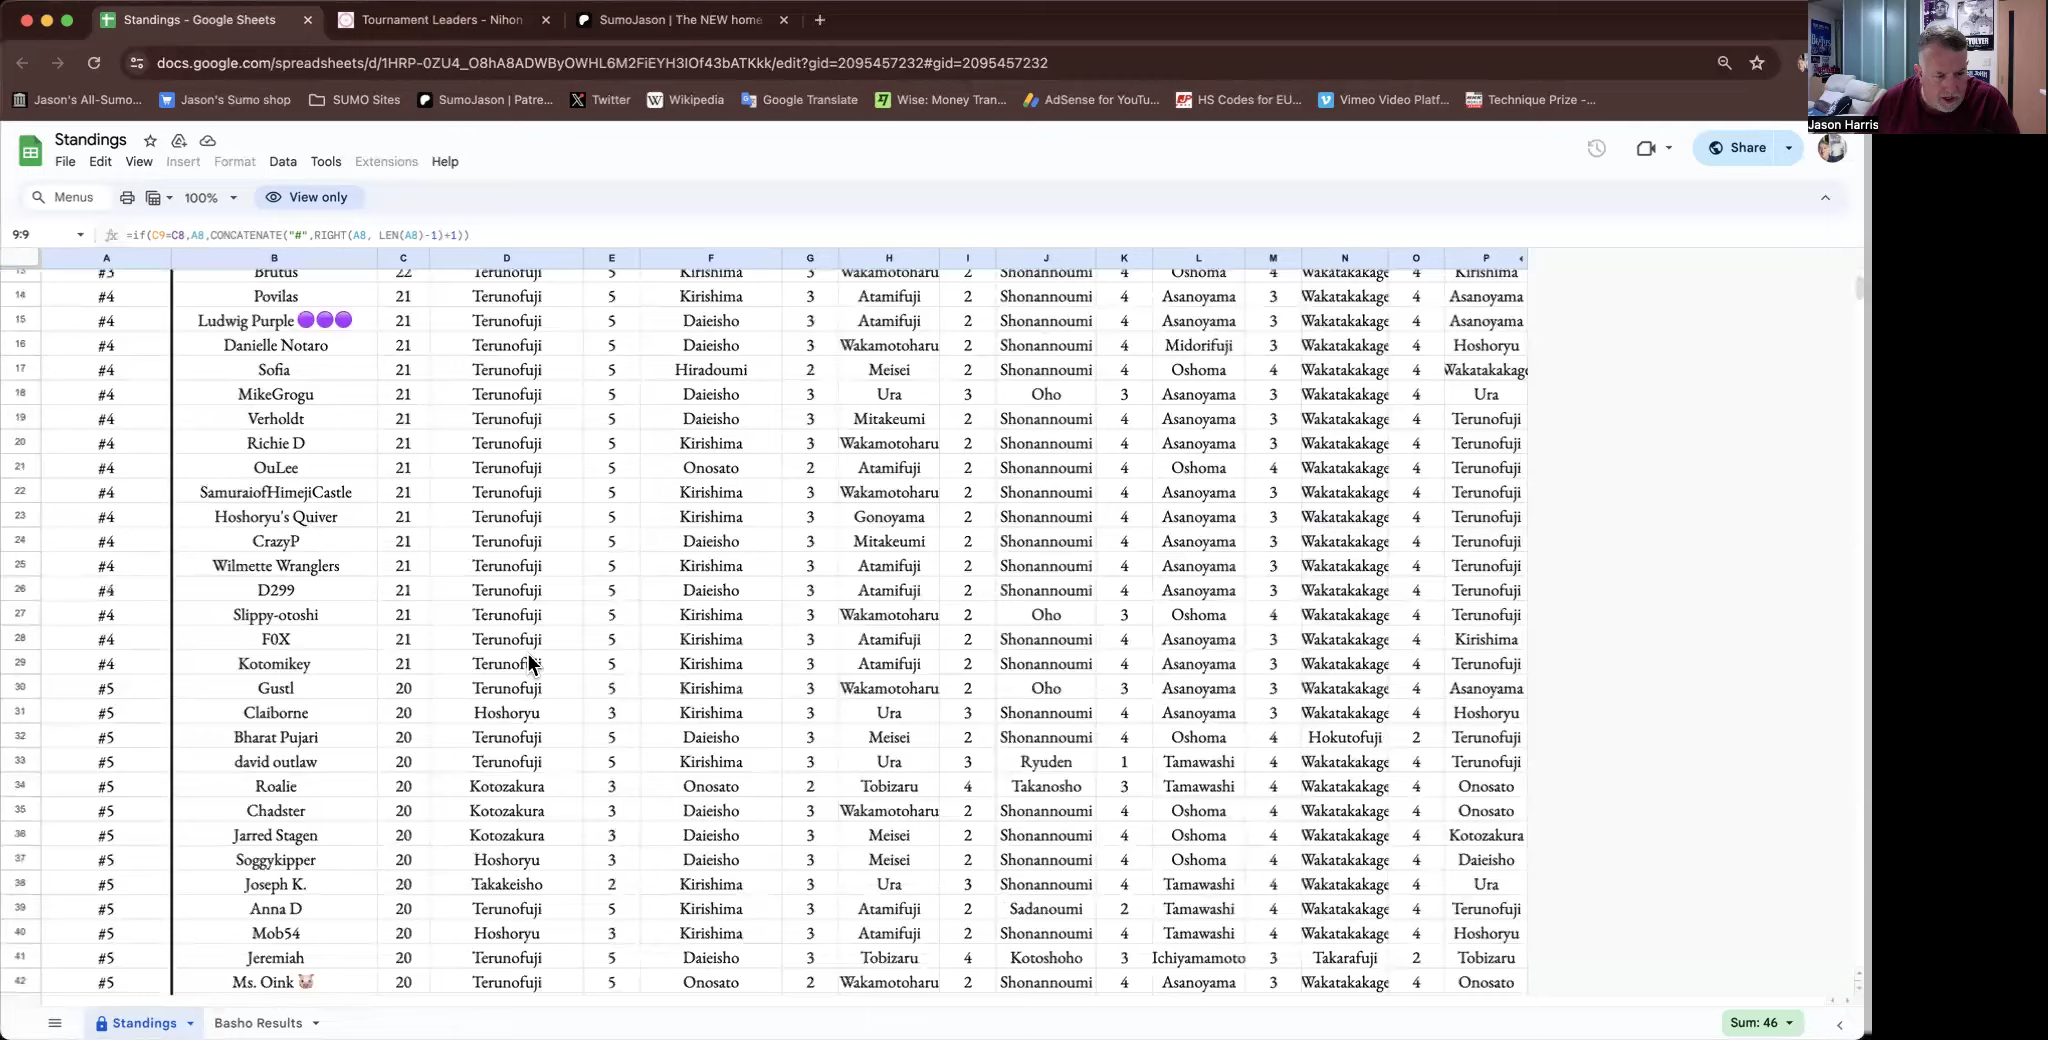 Standings - Google Sheets
Tournament Leaders - Nihon
SumoJason | The NEW home
docs.google.com/spreadsheets/d/1HRP-0ZU4_O8hA8ADWByOWHL6M2FiEYH3IOf43bATKkk/edit?gid=2095457232#gid=2095457232
Jason's All-Sumo... Jason's Sumo shop SUMO Sites SumoJason | Patre... Twitter Wikipedia Google Translate Wise: Money Tran... AdSense for YouTu... HS Codes for EU... Vimeo Video Platf... Technique Prize -...
Jason Harris
Standings
File Edit View Insert Format Data Tools Extensions Help
Share
Menus 100% View only
9:9 fx =if(C9=C8,A8,CONCATENATE("#",RIGHT(A8, LEN(A8)-1)+1))
A B C D E F G H I J K L M N O P
13 #3 Brutus 22 Terunofuji 5 Kirishima 3 Wakamotoharu 2 Shonannoumi 4 Oshoma 4 Wakatakakage 4 Kirishima
14 #4 Povilas 21 Terunofuji 5 Kirishima 3 Atamifuji 2 Shonannoumi 4 Asanoyama 3 Wakatakakage 4 Asanoyama
15 #4 Ludwig Purple 🟣🟣🟣 21 Terunofuji 5 Daieisho 3 Atamifuji 2 Shonannoumi 4 Asanoyama 3 Wakatakakage 4 Asanoyama
16 #4 Danielle Notaro 21 Terunofuji 5 Daieisho 3 Wakamotoharu 2 Shonannoumi 4 Midorifuji 3 Wakatakakage 4 Hoshoryu
17 #4 Sofia 21 Terunofuji 5 Hiradoumi 2 Meisei 2 Shonannoumi 4 Oshoma 4 Wakatakakage 4 Wakatakakage
18 #4 MikeGrogu 21 Terunofuji 5 Daieisho 3 Ura 3 Oho 3 Asanoyama 3 Wakatakakage 4 Ura
19 #4 Verholdt 21 Terunofuji 5 Daieisho 3 Mitakeumi 2 Shonannoumi 4 Asanoyama 3 Wakatakakage 4 Terunofuji
20 #4 Richie D 21 Terunofuji 5 Kirishima 3 Wakamotoharu 2 Shonannoumi 4 Asanoyama 3 Wakatakakage 4 Terunofuji
21 #4 OuLee 21 Terunofuji 5 Onosato 2 Atamifuji 2 Shonannoumi 4 Oshoma 4 Wakatakakage 4 Terunofuji
22 #4 SamuraiofHimejiCastle 21 Terunofuji 5 Kirishima 3 Wakamotoharu 2 Shonannoumi 4 Asanoyama 3 Wakatakakage 4 Terunofuji
23 #4 Hoshoryu's Quiver 21 Terunofuji 5 Kirishima 3 Gonoyama 2 Shonannoumi 4 Asanoyama 3 Wakatakakage 4 Terunofuji
24 #4 CrazyP 21 Terunofuji 5 Daieisho 3 Mitakeumi 2 Shonannoumi 4 Asanoyama 3 Wakatakakage 4 Terunofuji
25 #4 Wilmette Wranglers 21 Terunofuji 5 Kirishima 3 Atamifuji 2 Shonannoumi 4 Asanoyama 3 Wakatakakage 4 Terunofuji
26 #4 D299 21 Terunofuji 5 Daieisho 3 Atamifuji 2 Shonannoumi 4 Asanoyama 3 Wakatakakage 4 Terunofuji
27 #4 Slippy-otoshi 21 Terunofuji 5 Kirishima 3 Wakamotoharu 2 Oho 3 Oshoma 4 Wakatakakage 4 Terunofuji
28 #4 F0X 21 Terunofuji 5 Kirishima 3 Atamifuji 2 Shonannoumi 4 Asanoyama 3 Wakatakakage 4 Kirishima
29 #4 Kotomikey 21 Terunofuji 5 Kirishima 3 Atamifuji 2 Shonannoumi 4 Asanoyama 3 Wakatakakage 4 Terunofuji
30 #5 Gustl 20 Terunofuji 5 Kirishima 3 Wakamotoharu 2 Oho 3 Asanoyama 3 Wakatakakage 4 Asanoyama
31 #5 Claiborne 20 Hoshoryu 3 Kirishima 3 Ura 3 Shonannoumi 4 Asanoyama 3 Wakatakakage 4 Hoshoryu
32 #5 Bharat Pujari 20 Terunofuji 5 Daieisho 3 Meisei 2 Shonannoumi 4 Oshoma 4 Hokutofuji 2 Terunofuji
33 #5 david outlaw 20 Terunofuji 5 Kirishima 3 Ura 3 Ryuden 1 Tamawashi 4 Wakatakakage 4 Terunofuji
34 #5 Roalie 20 Kotozakura 3 Onosato 2 Tobizaru 4 Takanosho 3 Tamawashi 4 Wakatakakage 4 Onosato
35 #5 Chadster 20 Kotozakura 3 Daieisho 3 Wakamotoharu 2 Shonannoumi 4 Oshoma 4 Wakatakakage 4 Onosato
36 #5 Jarred Stagen 20 Kotozakura 3 Daieisho 3 Meisei 2 Shonannoumi 4 Oshoma 4 Wakatakakage 4 Kotozakura
37 #5 Soggykipper 20 Hoshoryu 3 Daieisho 3 Meisei 2 Shonannoumi 4 Oshoma 4 Wakatakakage 4 Daieisho
38 #5 Joseph K. 20 Takakeisho 2 Kirishima 3 Ura 3 Shonannoumi 4 Tamawashi 4 Wakatakakage 4 Ura
39 #5 Anna D 20 Terunofuji 5 Kirishima 3 Atamifuji 2 Sadanoumi 2 Tamawashi 4 Wakatakakage 4 Terunofuji
40 #5 Mob54 20 Hoshoryu 3 Kirishima 3 Atamifuji 2 Shonannoumi 4 Tamawashi 4 Wakatakakage 4 Hoshoryu
41 #5 Jeremiah 20 Terunofuji 5 Daieisho 3 Tobizaru 4 Kotoshoho 3 Ichiyamamoto 3 Takarafuji 2 Tobizaru
42 #5 Ms. Oink 🐷 20 Terunofuji 5 Onosato 2 Wakamotoharu 2 Shonannoumi 4 Asanoyama 3 Wakatakakage 4 Onosato
Standings Basho Results Sum: 46